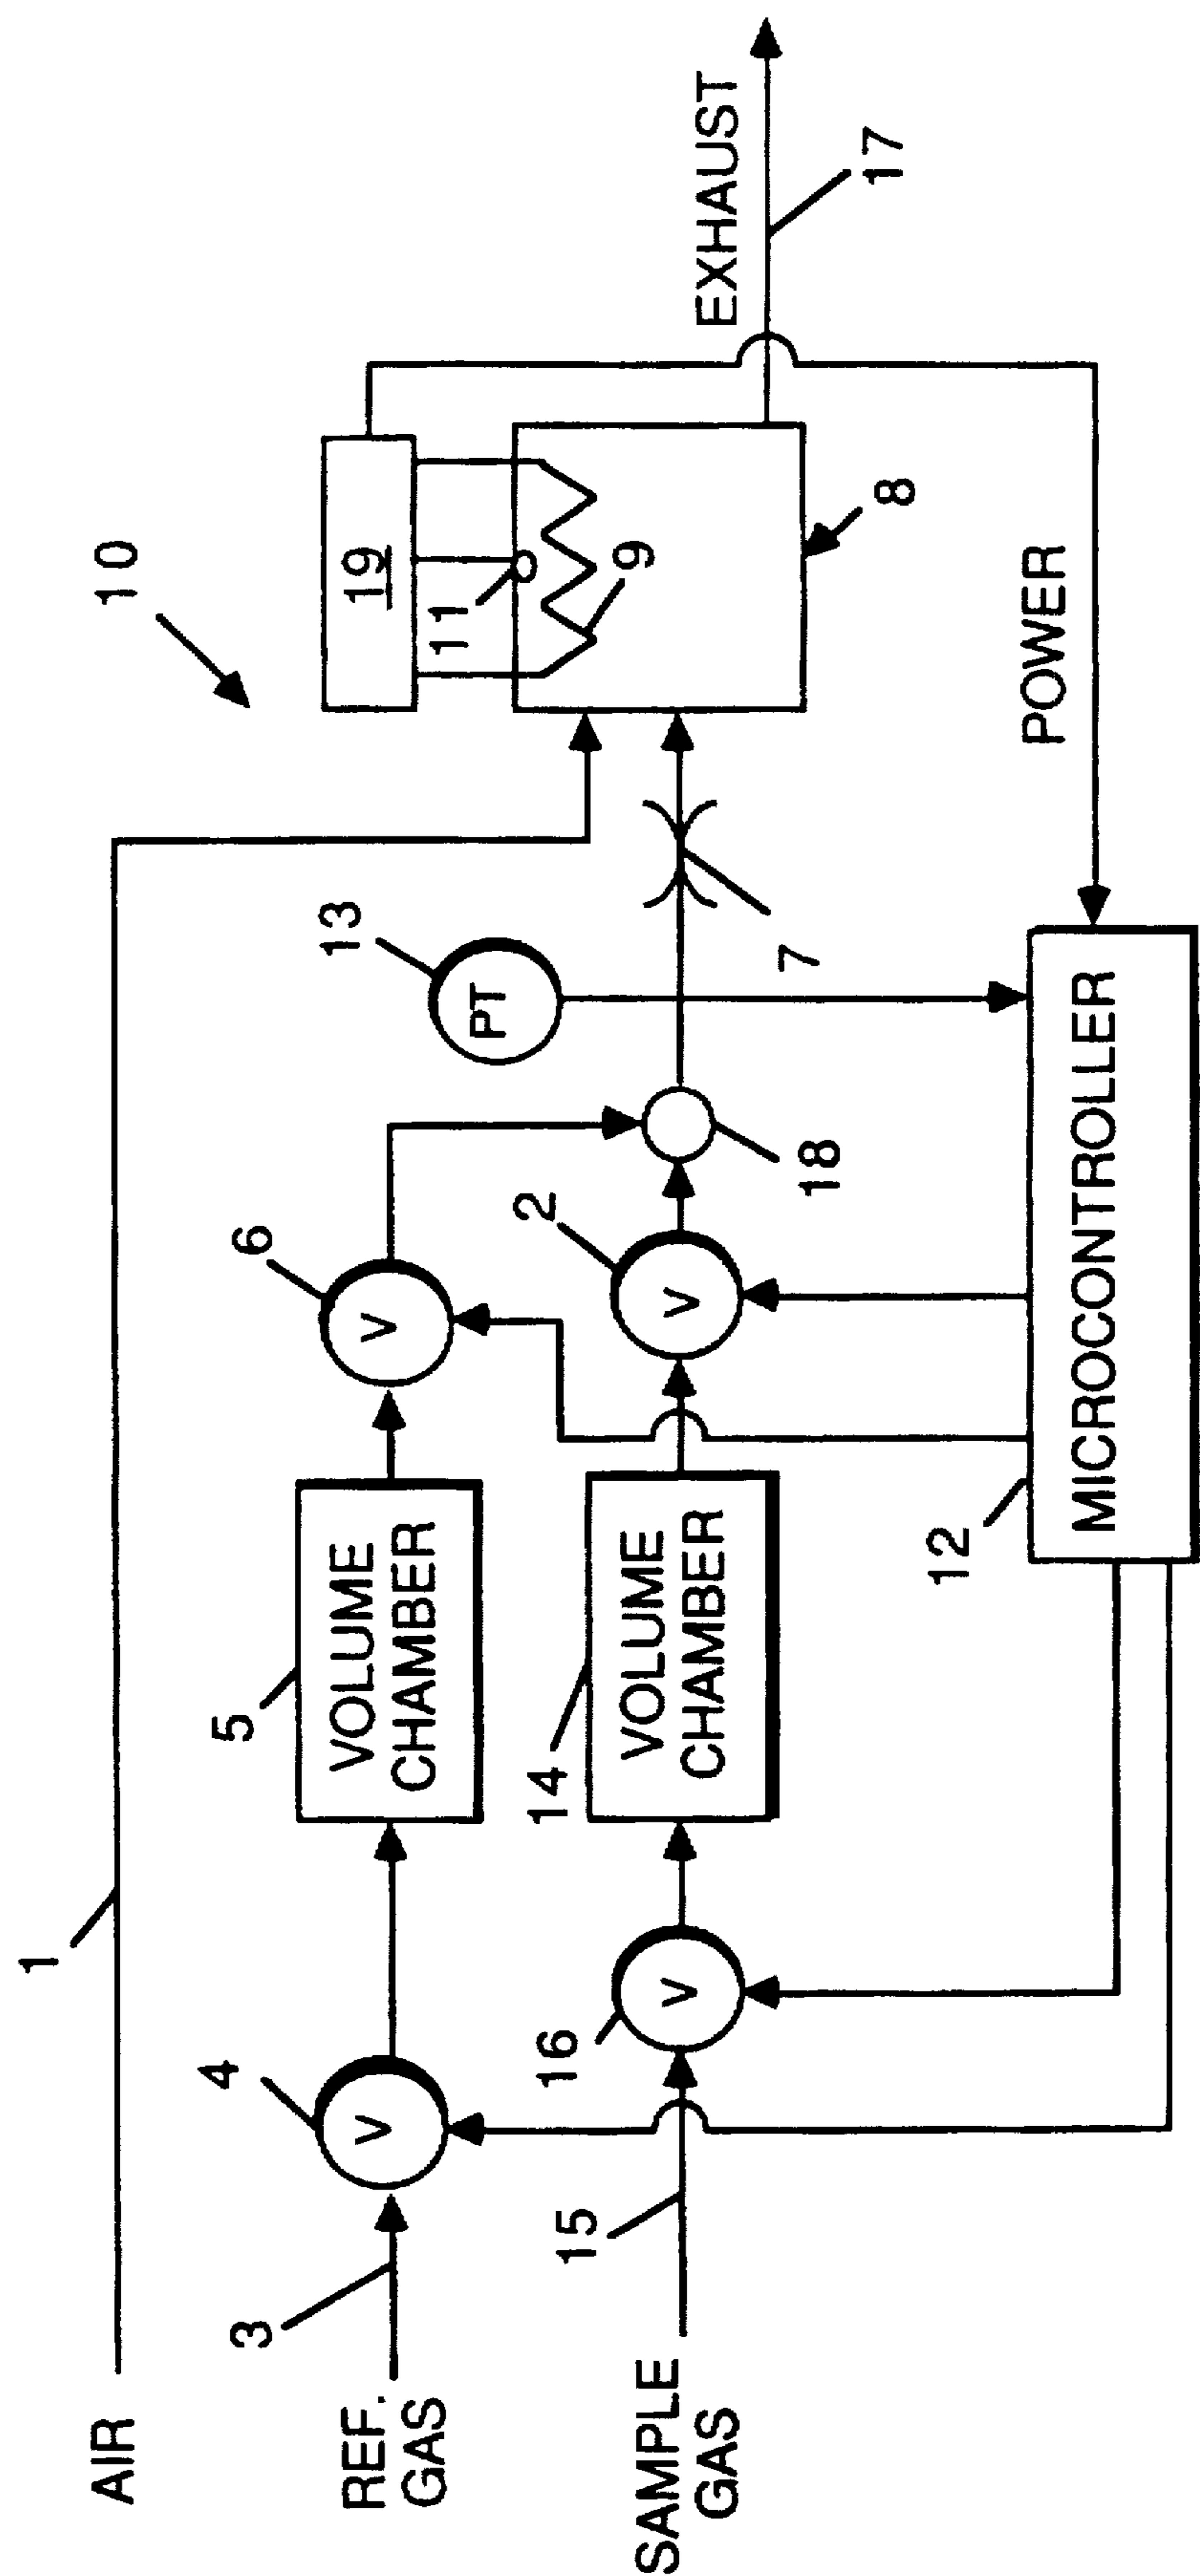 10
AIR
1
19
11
9
8
EXHAUST
17
REF.
GAS
3
4
V
5
VOLUME
CHAMBER
6
V
13
PT
SAMPLE
GAS
15
16
V
14
VOLUME
CHAMBER
2
V
18
7
POWER
12
MICROCONTROLLER